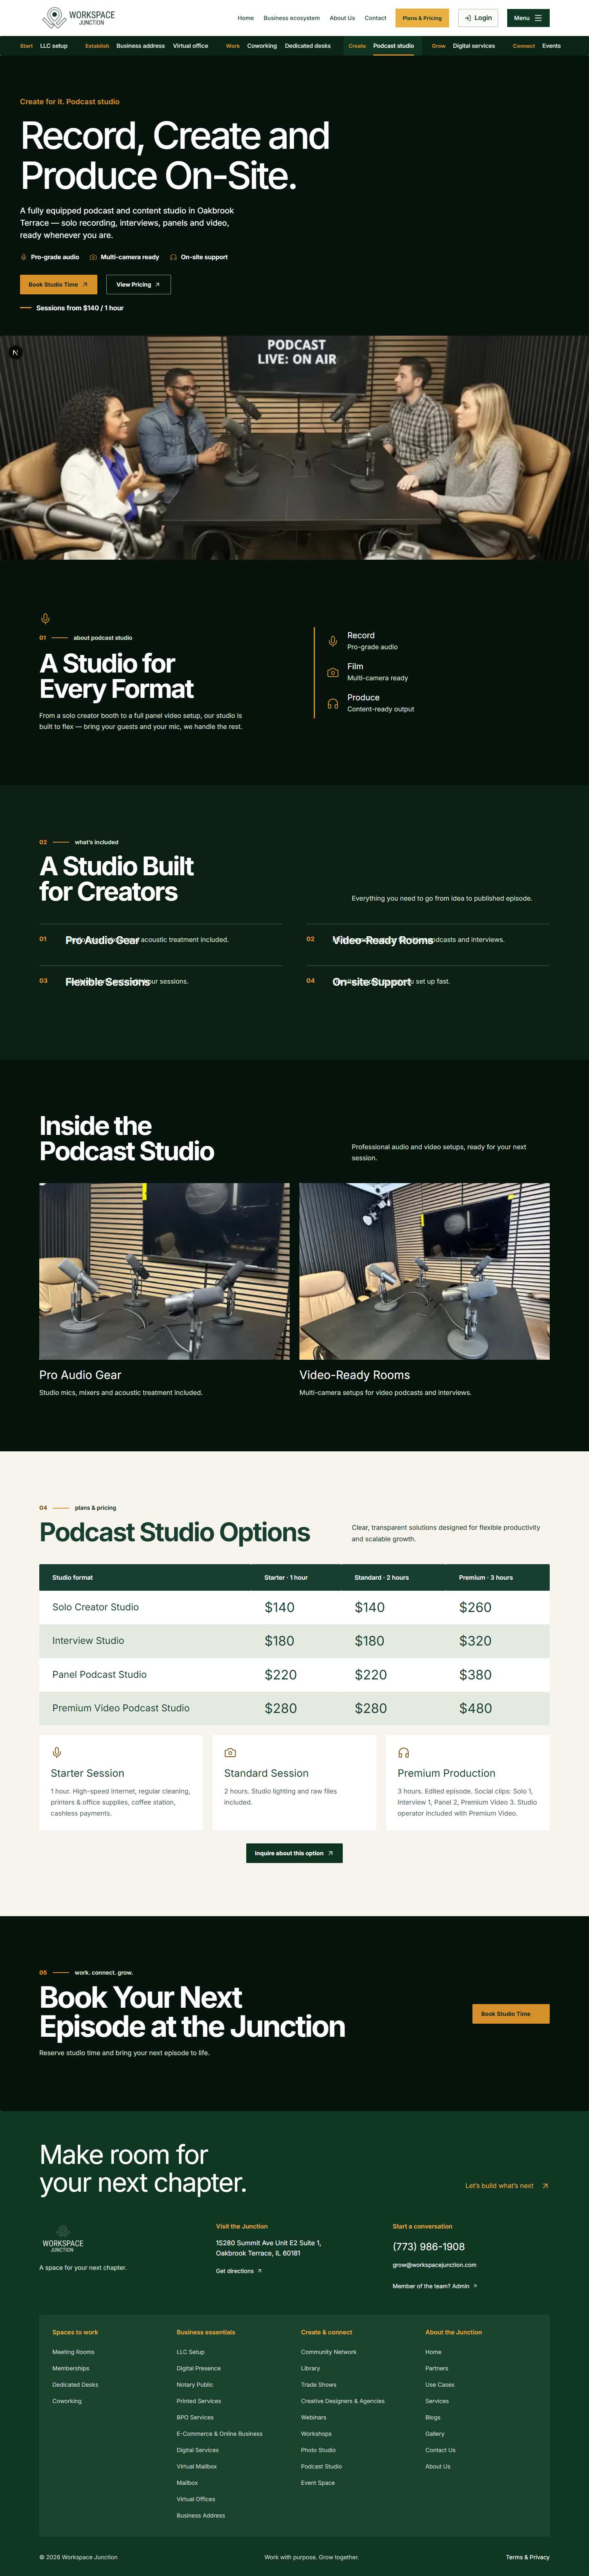 WORKSPACE
JUNCTION
Home Business ecosystem About Us Contact Plans & Pricing Login Menu
Start LLC setup Establish Business address Virtual office Work Coworking Dedicated desks Create Podcast studio Grow Digital services Connect Events
Create for it. Podcast studio
Record, Create and
Produce On-Site.
A fully equipped podcast and content studio in Oakbrook
Terrace — solo recording, interviews, panels and video,
ready whenever you are.
Pro-grade audio Multi-camera ready On-site support
Book Studio Time View Pricing
Sessions from $140 / 1 hour
N
PODCAST
LIVE: ON AIR
01 about podcast studio
A Studio for
Every Format
From a solo creator booth to a full panel video setup, our studio is
built to flex — bring your guests and your mic, we handle the rest.
Record
Pro-grade audio
Film
Multi-camera ready
Produce
Content-ready output
02 what's included
A Studio Built
for Creators
Everything you need to go from idea to published episode.
01 Pro Audio Gear acoustic treatment included.
02 Video-Ready Rooms podcasts and interviews.
03 Flexible Sessions hour sessions.
04 On-site Support set up fast.
Inside the
Podcast Studio
Professional audio and video setups, ready for your next
session.
Pro Audio Gear
Studio mics, mixers and acoustic treatment included.
Video-Ready Rooms
Multi-camera setups for video podcasts and interviews.
04 plans & pricing
Podcast Studio Options
Clear, transparent solutions designed for flexible productivity
and scalable growth.
Studio format Starter · 1 hour Standard · 2 hours Premium · 3 hours
Solo Creator Studio $140 $140 $260
Interview Studio $180 $180 $320
Panel Podcast Studio $220 $220 $380
Premium Video Podcast Studio $280 $280 $480
Starter Session
1 hour. High-speed Internet, regular cleaning,
printers & office supplies, coffee station,
cashless payments.
Standard Session
2 hours. Studio lighting and raw files
included.
Premium Production
3 hours. Edited episode. Social clips: Solo 1,
Interview 1, Panel 2, Premium Video 3. Studio
operator included with Premium Video.
Inquire about this option
05 work. connect. grow.
Book Your Next
Episode at the Junction
Reserve studio time and bring your next episode to life.
Book Studio Time
Make room for
your next chapter.
Let's build what's next
WORKSPACE
JUNCTION
A space for your next chapter.
Visit the Junction
1S280 Summit Ave Unit E2 Suite 1,
Oakbrook Terrace, IL 60181
Get directions
Start a conversation
(773) 986-1908
grow@workspacejunction.com
Member of the team? Admin
Spaces to work
Meeting Rooms
Memberships
Dedicated Desks
Coworking
Business essentials
LLC Setup
Digital Presence
Notary Public
Printed Services
BPO Services
E-Commerce & Online Business
Digital Services
Virtual Mailbox
Mailbox
Virtual Offices
Business Address
Create & connect
Community Network
Library
Trade Shows
Creative Designers & Agencies
Webinars
Workshops
Photo Studio
Podcast Studio
Event Space
About the Junction
Home
Partners
Use Cases
Services
Blogs
Gallery
Contact Us
About Us
© 2026 Workspace Junction
Work with purpose. Grow together.
Terms & Privacy